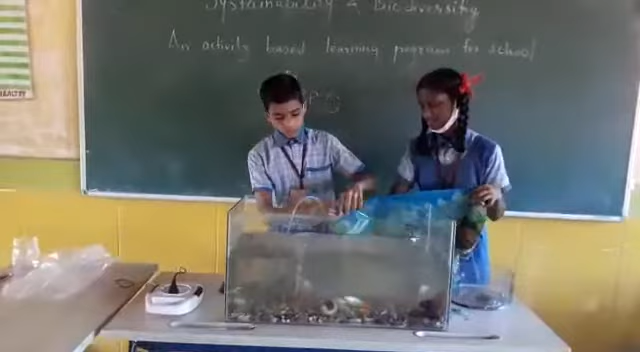 Sustainability & Biodiversity
An activity based learning program for school